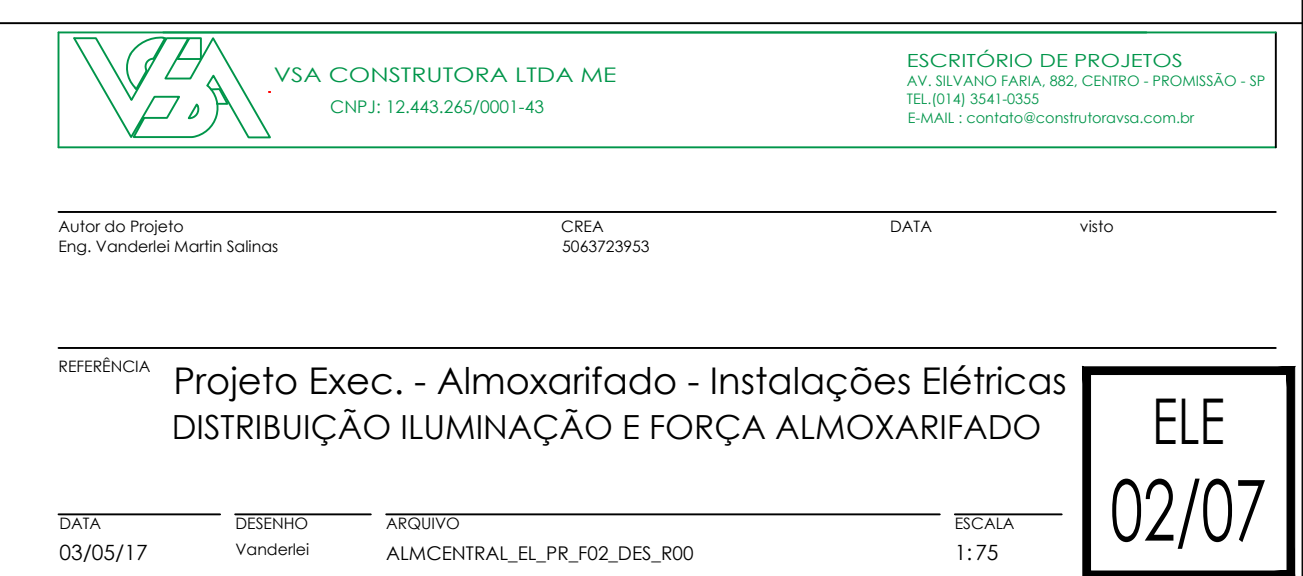 VSA
VSA CONSTRUTORA LTDA ME
CNPJ: 12.443.265/0001-43
ESCRITÓRIO DE PROJETOS
AV. SILVANO FARIA, 882, CENTRO - PROMISSÃO - SP
TEL.(014) 3541-0355
E-MAIL : contato@construtoravsa.com.br
Autor do Projeto
Eng. Vanderlei Martin Salinas
CREA
5063723953
DATA
visto
REFERÊNCIA
Projeto Exec. - Almoxarifado - Instalações Elétricas
DISTRIBUIÇÃO ILUMINAÇÃO E FORÇA ALMOXARIFADO
ELE
02/07
DATA
03/05/17
DESENHO
Vanderlei
ARQUIVO
ALMCENTRAL_EL_PR_F02_DES_R00
ESCALA
1:75